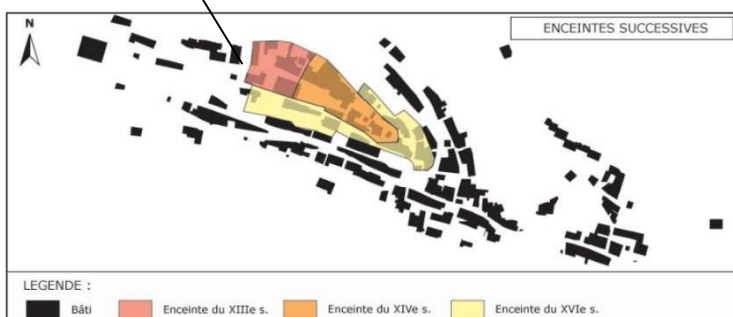 ENCEINTES SUCCESSIVES
N
LEGENDE :
Bâti Enceinte du XIIIe s. Enceinte du XIVe s. Enceinte du XVIe s.